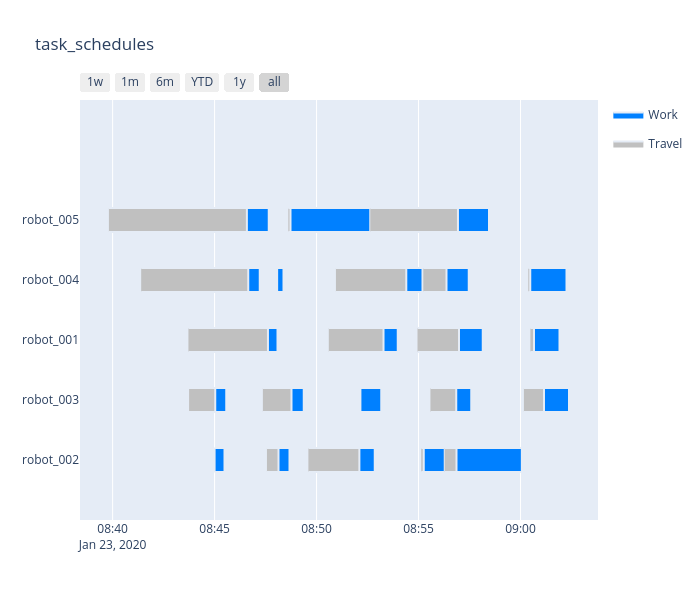 task_schedules
1w 1m 6m YTD 1y all
Work
Travel
robot_005
robot_004
robot_001
robot_003
robot_002
08:40 08:45 08:50 08:55 09:00
Jan 23, 2020